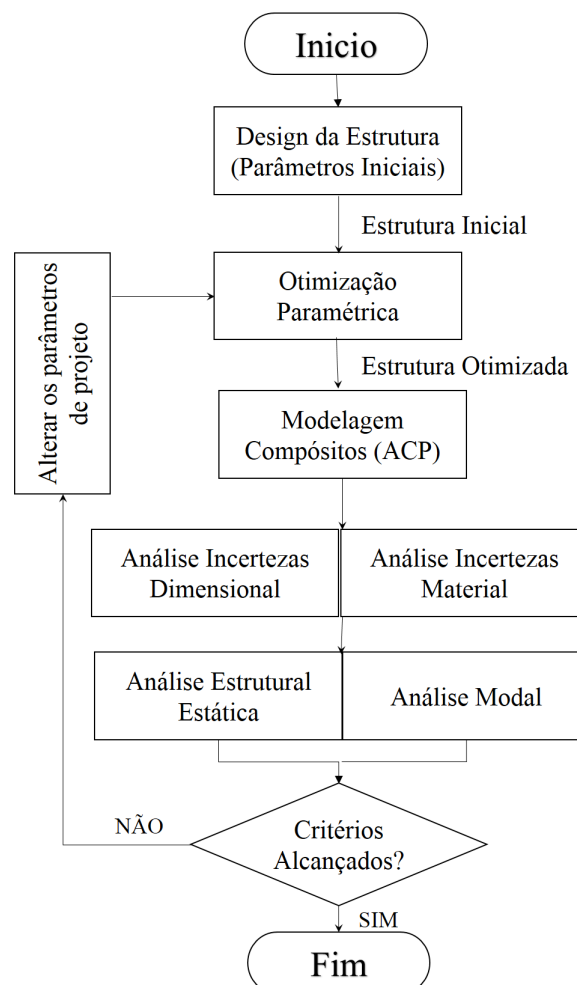 Inicio
Design da Estrutura
(Parâmetros Iniciais)
Estrutura Inicial
Otimização
Paramétrica
Alterar os parâmetros
de projeto
Estrutura Otimizada
Modelagem
Compósitos (ACP)
Análise Incertezas
Dimensional
Análise Incertezas
Material
Análise Estrutural
Estática
Análise Modal
NÃO
Critérios
Alcançados?
SIM
Fim